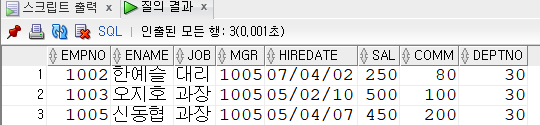 스크립트 출력 × 질의 결과 ×
SQL | 인출된 모든 행: 3(0,001초)
EMPNO ENAME JOB MGR HIREDATE SAL COMM DEPTNO
1 1002 한예슬 대리 1005 07/04/02 250 80 30
2 1003 오지호 과장 1005 05/02/10 500 100 30
3 1005 신동협 과장 1005 05/04/07 450 200 30